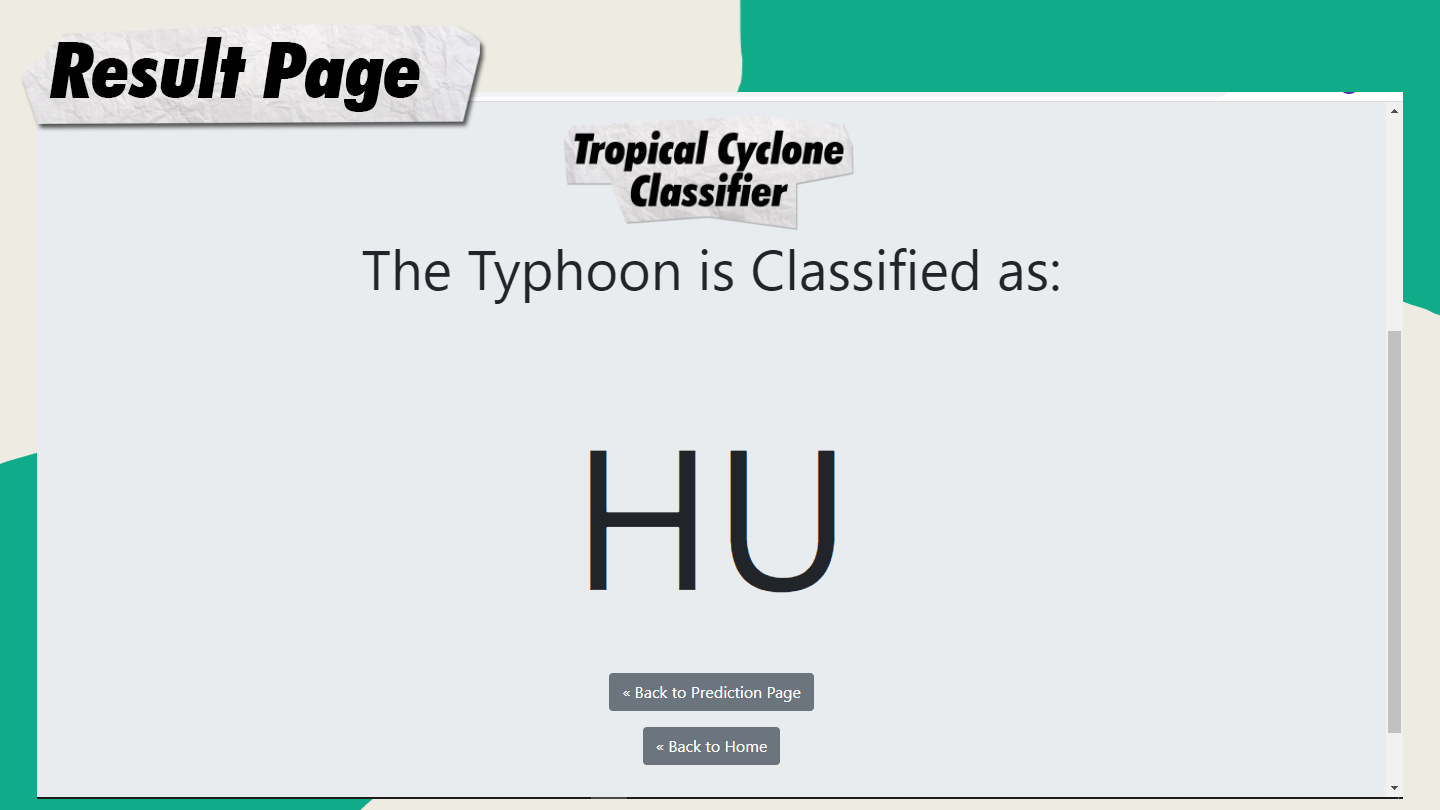 Result Page
Tropical Cyclone
Classifier
The Typhoon is Classified as:
HU
« Back to Prediction Page
« Back to Home